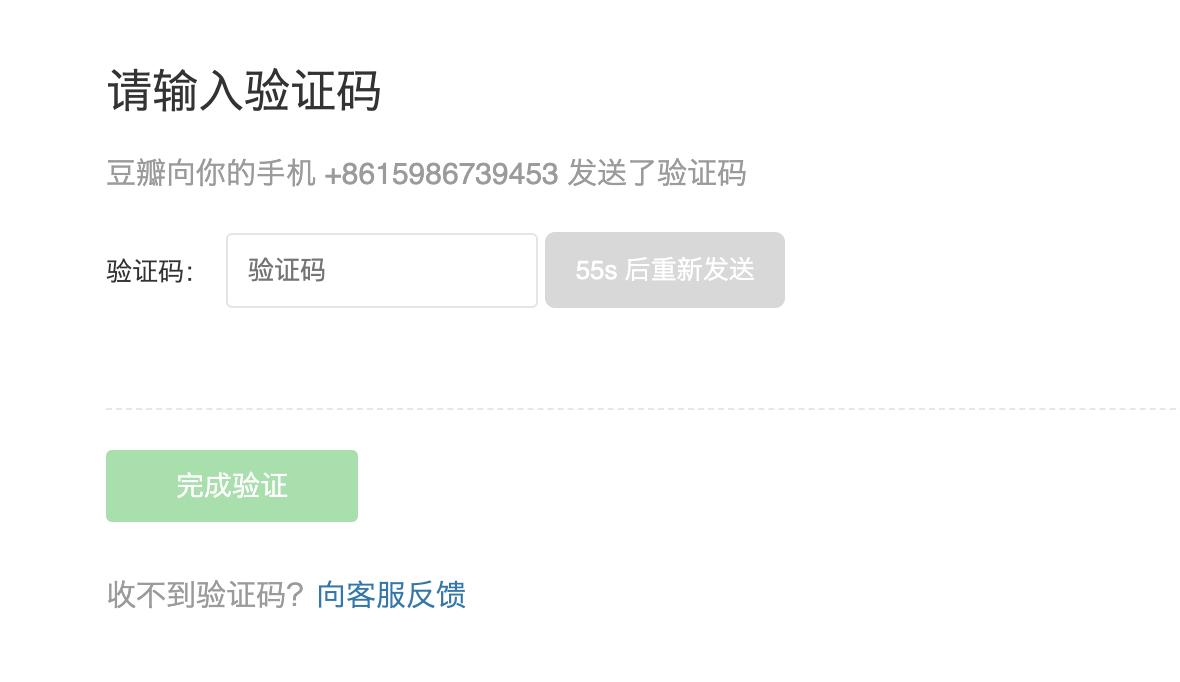 请输入验证码
豆瓣向你的手机 +8615986739453 发送了验证码
验证码： 验证码 55s 后重新发送
完成验证
收不到验证码？向客服反馈